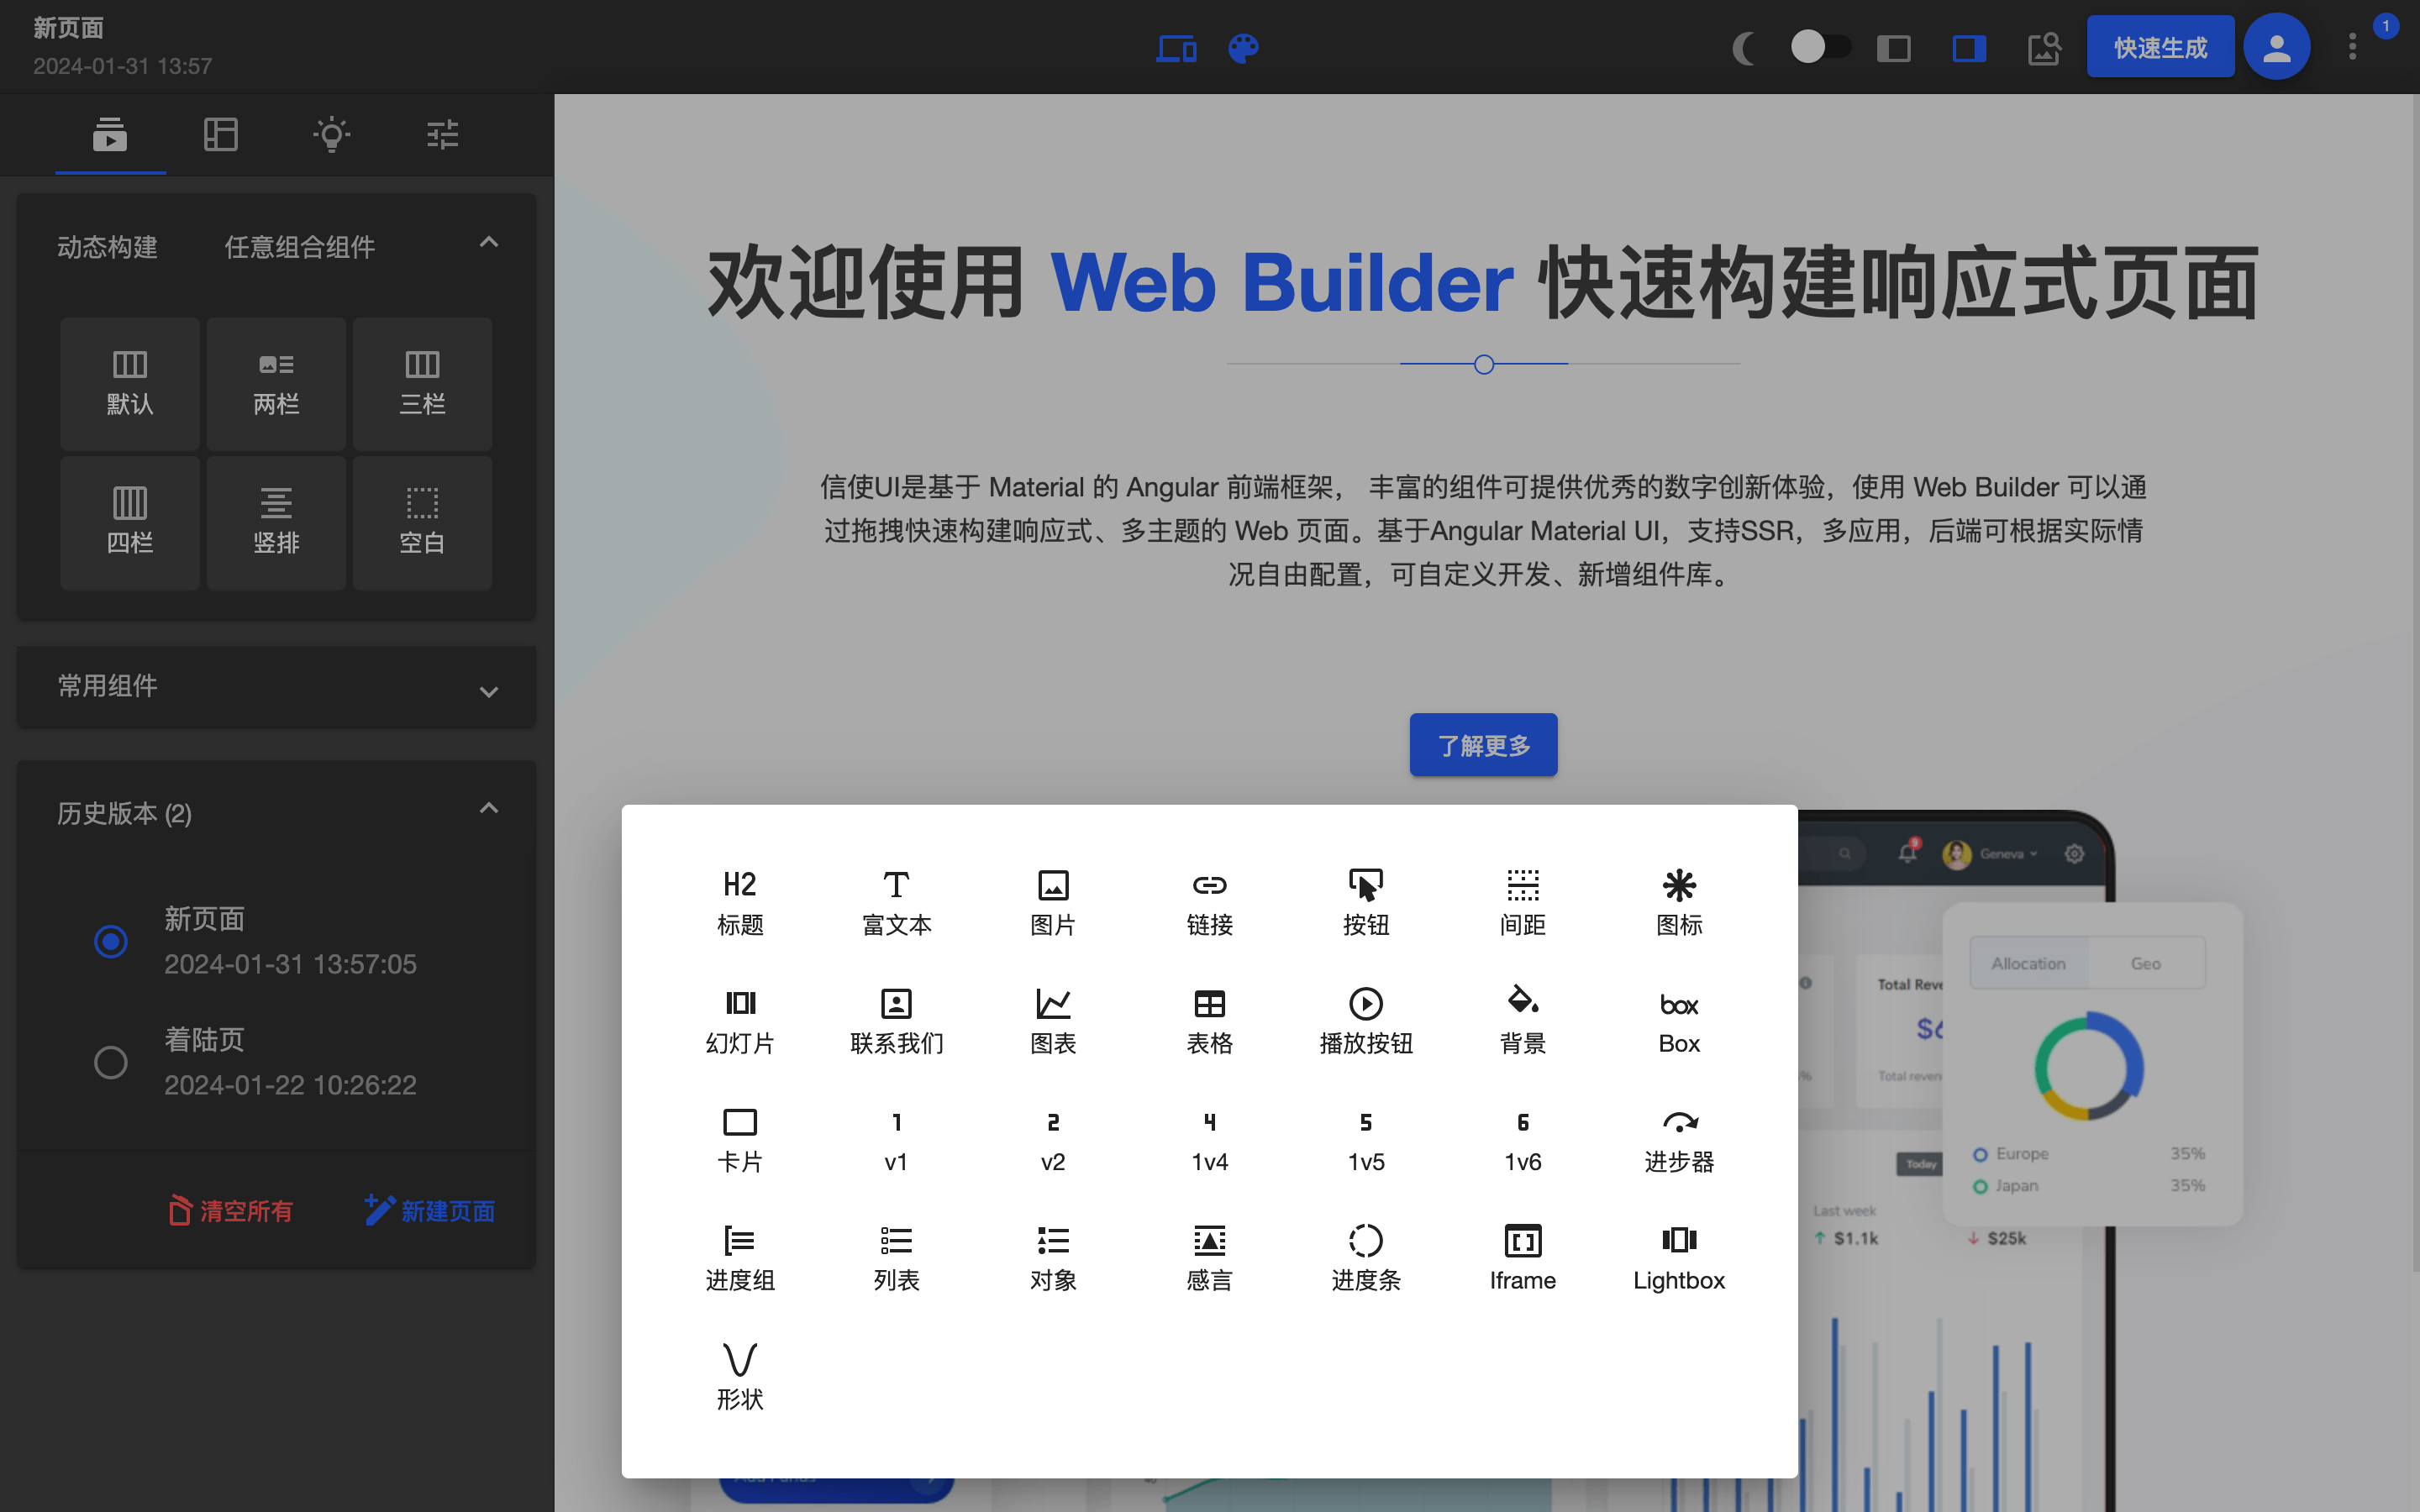 新页面
2024-01-31 13:57
快速生成
1
动态构建 任意组合组件
默认
两栏
三栏
四栏
竖排
空白
常用组件
历史版本 (2)
新页面
2024-01-31 13:57:05
着陆页
2024-01-22 10:26:22
清空所有
新建页面
欢迎使用 Web Builder 快速构建响应式页面
信使UI是基于 Material 的 Angular 前端框架， 丰富的组件可提供优秀的数字创新体验，使用 Web Builder 可以通
过拖拽快速构建响应式、多主题的 Web 页面。基于Angular Material UI，支持SSR，多应用，后端可根据实际情
况自由配置，可自定义开发、新增组件库。
了解更多
H2
标题
富文本
图片
链接
按钮
间距
图标
幻灯片
联系我们
图表
表格
播放按钮
背景
box
Box
卡片
1
v1
2
v2
4
1v4
5
1v5
6
1v6
进步器
进度组
列表
对象
感言
进度条
Iframe
Lightbox
形状
9
Geneva
Allocation
Geo
Europe 35%
Japan 35%
Today
Last week
$1.1k
$25k